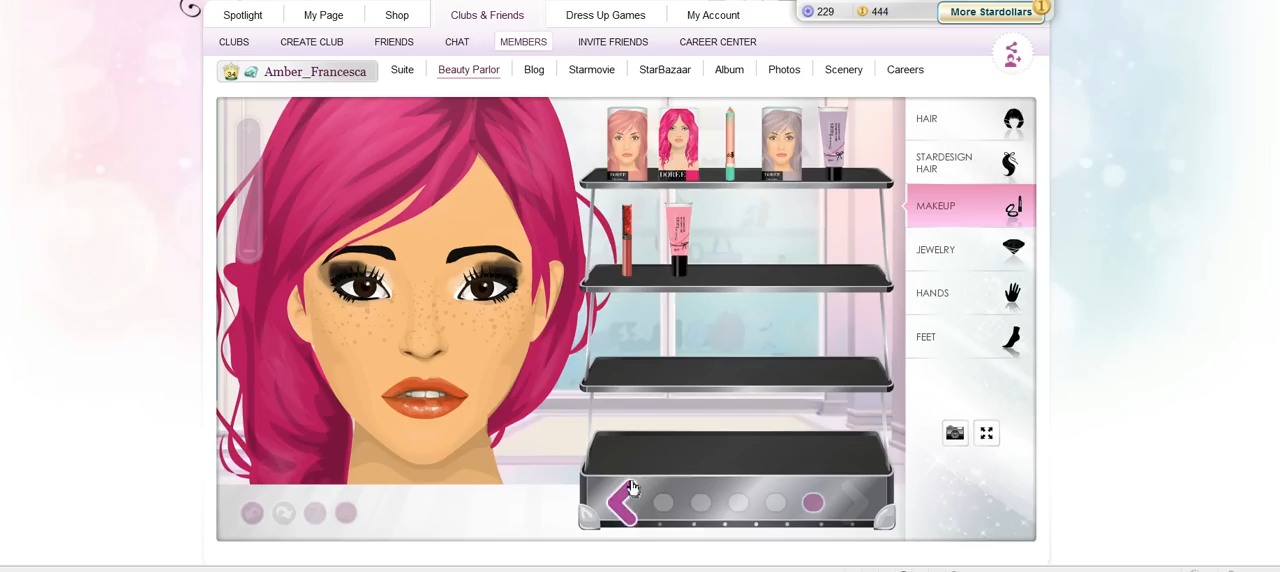 Spotlight My Page Shop Clubs & Friends Dress Up Games My Account 229 444 More Stardollars
CLUBS CREATE CLUB FRIENDS CHAT MEMBERS INVITE FRIENDS CAREER CENTER
34 Amber_Francesca Suite Beauty Parlor Blog Starmovie StarBazaar Album Photos Scenery Careers
HAIR
STARDESIGN
HAIR
MAKEUP
JEWELRY
HANDS
FEET